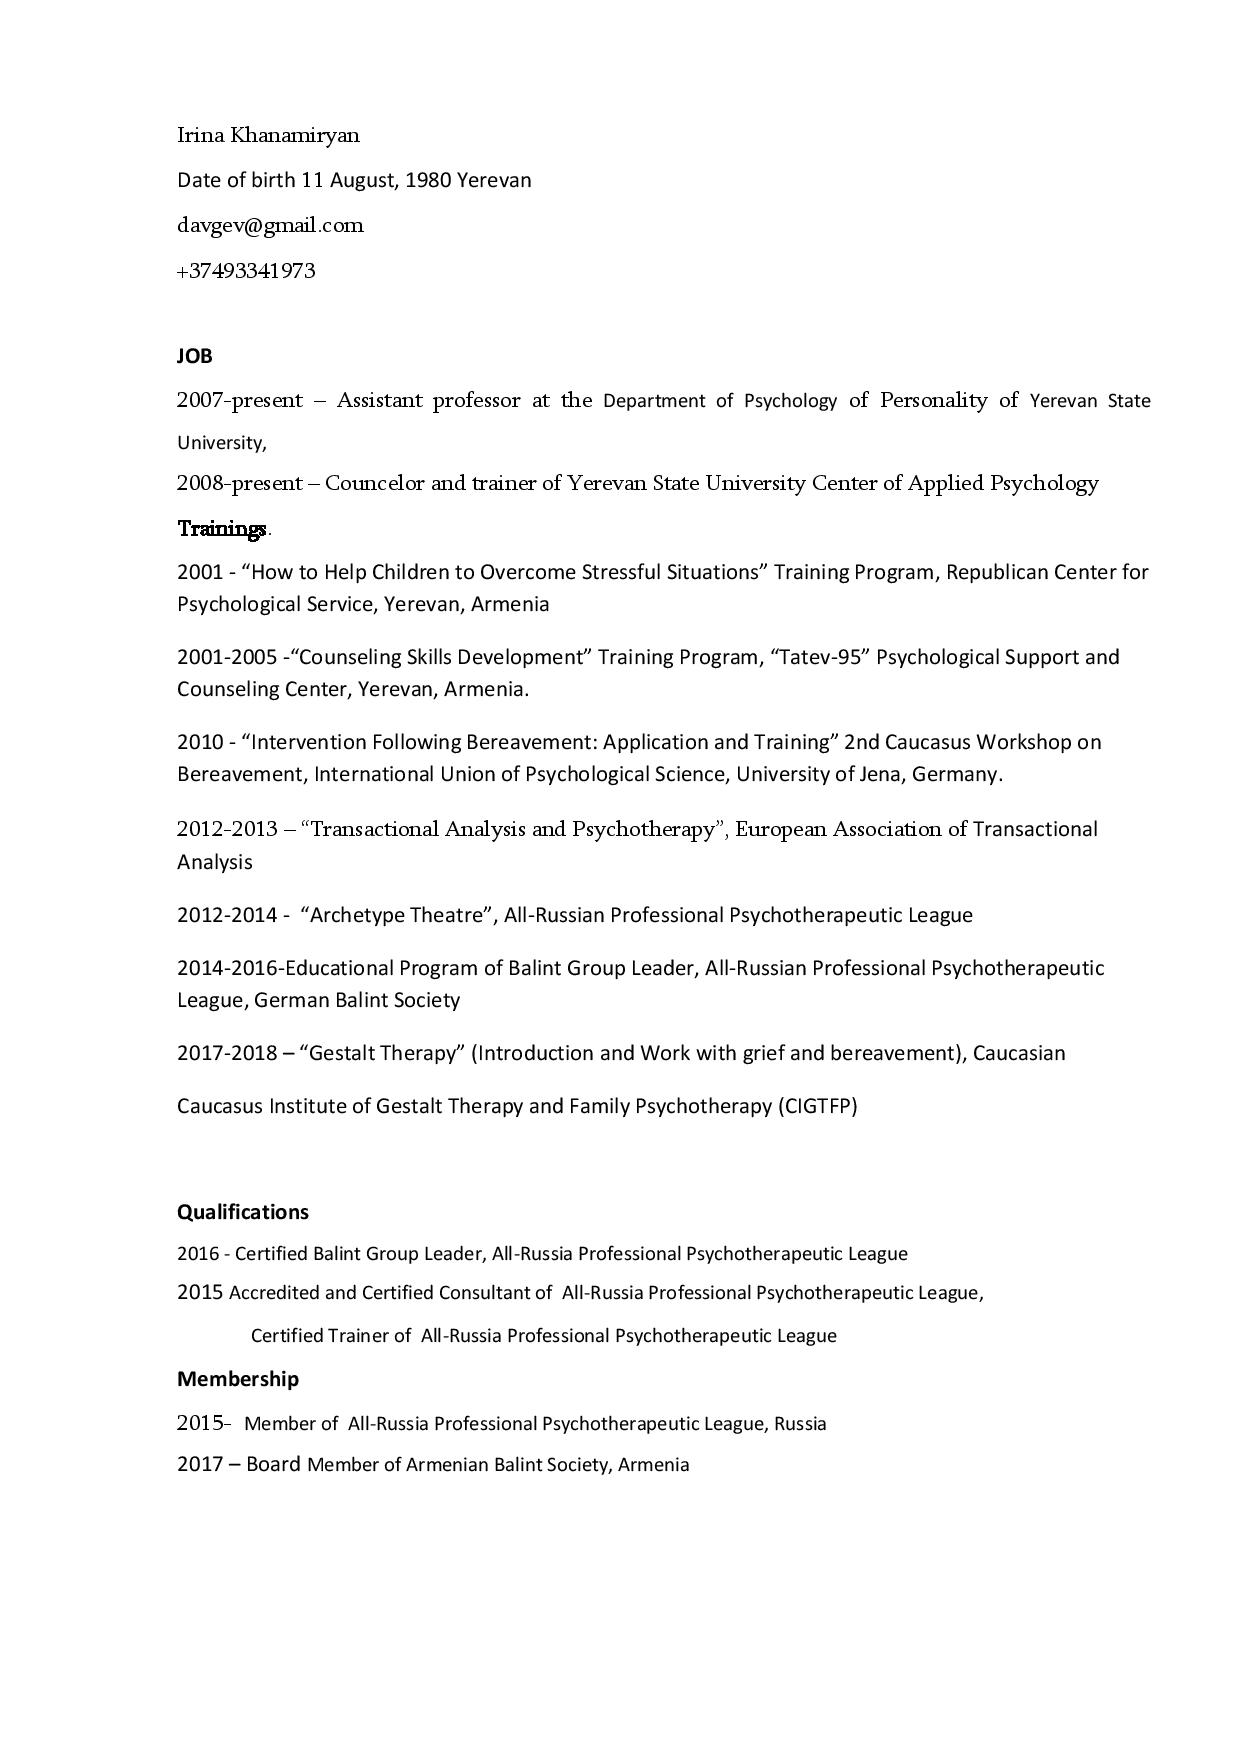 Irina Khanamiryan
Date of birth 11 August, 1980 Yerevan
davgev@gmail.com
+37493341973
JOB
2007-present – Assistant professor at the Department of Psychology of Personality of Yerevan State
University,
2008-present – Councelor and trainer of Yerevan State University Center of Applied Psychology
Trainings.
2001 - “How to Help Children to Overcome Stressful Situations” Training Program, Republican Center for
Psychological Service, Yerevan, Armenia
2001-2005 -“Counseling Skills Development” Training Program, “Tatev-95” Psychological Support and
Counseling Center, Yerevan, Armenia.
2010 - “Intervention Following Bereavement: Application and Training” 2nd Caucasus Workshop on
Bereavement, International Union of Psychological Science, University of Jena, Germany.
2012-2013 – “Transactional Analysis and Psychotherapy”, European Association of Transactional
Analysis
2012-2014 - “Archetype Theatre”, All-Russian Professional Psychotherapeutic League
2014-2016-Educational Program of Balint Group Leader, All-Russian Professional Psychotherapeutic
League, German Balint Society
2017-2018 – “Gestalt Therapy” (Introduction and Work with grief and bereavement), Caucasian
Caucasus Institute of Gestalt Therapy and Family Psychotherapy (CIGTFP)
Qualifications
2016 - Certified Balint Group Leader, All-Russia Professional Psychotherapeutic League
2015 Accredited and Certified Consultant of All-Russia Professional Psychotherapeutic League,
Certified Trainer of All-Russia Professional Psychotherapeutic League
Membership
2015- Member of All-Russia Professional Psychotherapeutic League, Russia
2017 – Board Member of Armenian Balint Society, Armenia